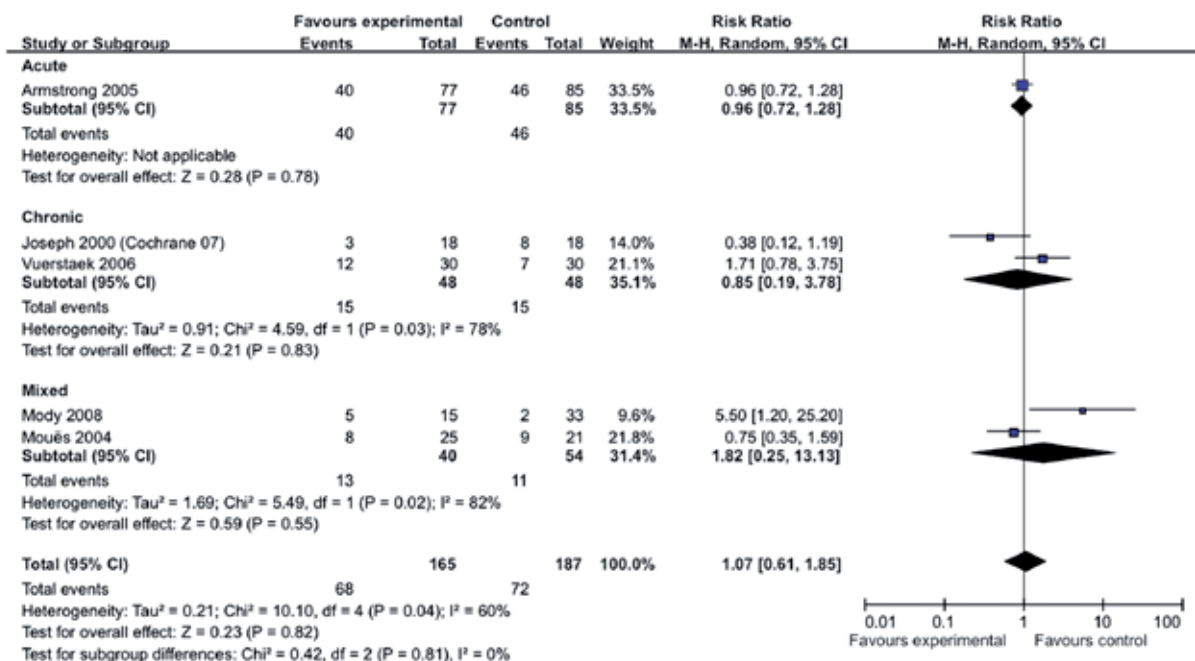 Favours experimental Control Risk Ratio Risk Ratio
Study or Subgroup Events Total Events Total Weight M-H, Random, 95% CI M-H, Random, 95% CI
Acute
Armstrong 2005 40 77 46 85 33.5% 0.96 [0.72, 1.28]
Subtotal (95% CI) 77 85 33.5% 0.96 [0.72, 1.28]
Total events 40 46
Heterogeneity: Not applicable
Test for overall effect: Z = 0.28 (P = 0.78)
Chronic
Joseph 2000 (Cochrane 07) 3 18 8 18 14.0% 0.38 [0.12, 1.19]
Vuerstaek 2006 12 30 7 30 21.1% 1.71 [0.78, 3.75]
Subtotal (95% CI) 48 48 35.1% 0.85 [0.19, 3.78]
Total events 15 15
Heterogeneity: Tau² = 0.91; Chi² = 4.59, df = 1 (P = 0.03); I² = 78%
Test for overall effect: Z = 0.21 (P = 0.83)
Mixed
Mody 2008 5 15 2 33 9.6% 5.50 [1.20, 25.20]
Mouës 2004 8 25 9 21 21.8% 0.75 [0.35, 1.59]
Subtotal (95% CI) 40 54 31.4% 1.82 [0.25, 13.13]
Total events 13 11
Heterogeneity: Tau² = 1.69; Chi² = 5.49, df = 1 (P = 0.02); I² = 82%
Test for overall effect: Z = 0.59 (P = 0.55)
Total (95% CI) 165 187 100.0% 1.07 [0.61, 1.85]
Total events 68 72
Heterogeneity: Tau² = 0.21; Chi² = 10.10, df = 4 (P = 0.04); I² = 60%
Test for overall effect: Z = 0.23 (P = 0.82)
Test for subgroup differences: Chi² = 0.42, df = 2 (P = 0.81), I² = 0%
0.01 0.1 1 10 100
Favours experimental Favours control